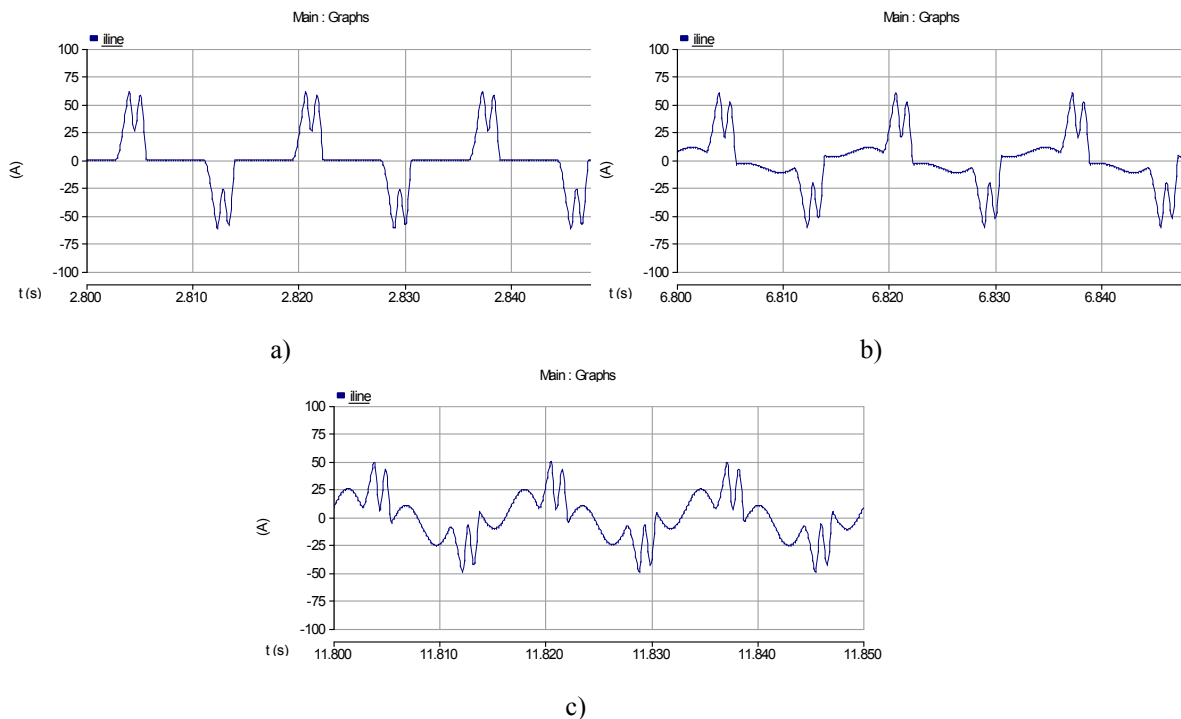 Main : Graphs
iline
100
75
50
25
0
-25
-50
-75
-100
(A)
t (s)
2.800
2.810
2.820
2.830
2.840
a)
Main : Graphs
iline
100
75
50
25
0
-25
-50
-75
-100
(A)
t (s)
6.800
6.810
6.820
6.830
6.840
b)
Main : Graphs
iline
100
75
50
25
0
-25
-50
-75
-100
(A)
t (s)
11.800
11.810
11.820
11.830
11.840
11.850
c)